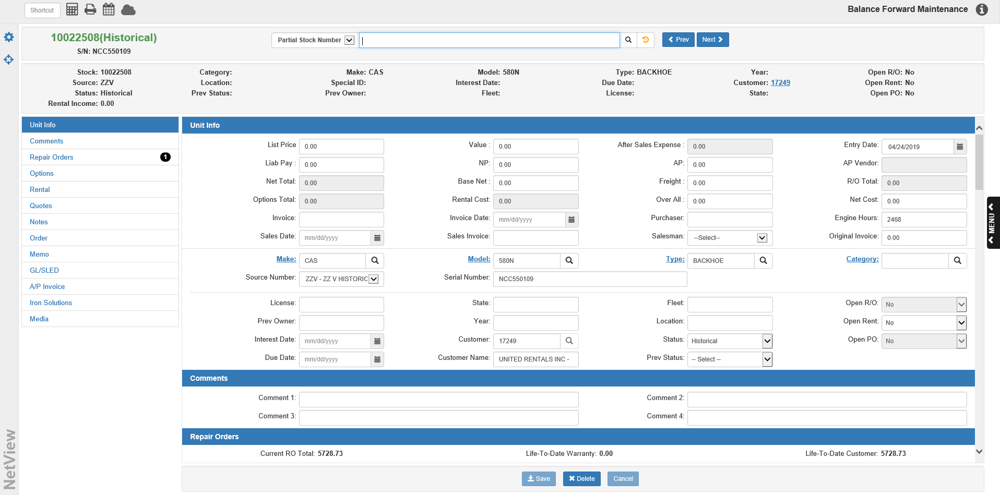 Shortcut
Balance Forward Maintenance
10022508(Historical)
S/N: NCC550109
Partial Stock Number
Prev
Next
Stock: 10022508
Category:
Make: CAS
Model: 580N
Type: BACKHOE
Year:
Open R/O: No
Source: ZZV
Location:
Special ID:
Interest Date:
Due Date:
Customer: 17249
Open Rent: No
Status: Historical
Prev Status:
Prev Owner:
Fleet:
License:
State:
Open PO: No
Rental Income: 0.00
Unit Info
Comments
Repair Orders 1
Options
Rental
Quotes
Notes
Order
Memo
GL/SLED
A/P Invoice
Iron Solutions
Media
Unit Info
List Price 0.00
Value : 0.00
After Sales Expense : 0.00
Entry Date: 04/24/2019
Liab Pay : 0.00
NP: 0.00
AP: 0.00
AP Vendor:
Net Total: 0.00
Base Net : 0.00
Freight : 0.00
R/O Total: 0.00
Options Total: 0.00
Rental Cost: 0.00
Over All : 0.00
Net Cost: 0.00
Invoice:
Invoice Date: mm/dd/yyyy
Purchaser:
Engine Hours: 2468
Sales Date: mm/dd/yyyy
Sales Invoice:
Salesman: --Select--
Original Invoice: 0.00
Make: CAS
Model: 580N
Type: BACKHOE
Category:
Source Number: ZZV - ZZ V HISTORIC
Serial Number: NCC550109
License:
State:
Fleet:
Open R/O: No
Prev Owner:
Year:
Location:
Open Rent: No
Interest Date: mm/dd/yyyy
Customer: 17249
Status: Historical
Open PO: No
Due Date: mm/dd/yyyy
Customer Name: UNITED RENTALS INC -
Prev Status: -- Select --
Comments
Comment 1:
Comment 2:
Comment 3:
Comment 4:
Repair Orders
Current RO Total: 5728.73
Life-To-Date Warranty: 0.00
Life-To-Date Customer: 5728.73
Save
Delete
Cancel
MENU
NetView